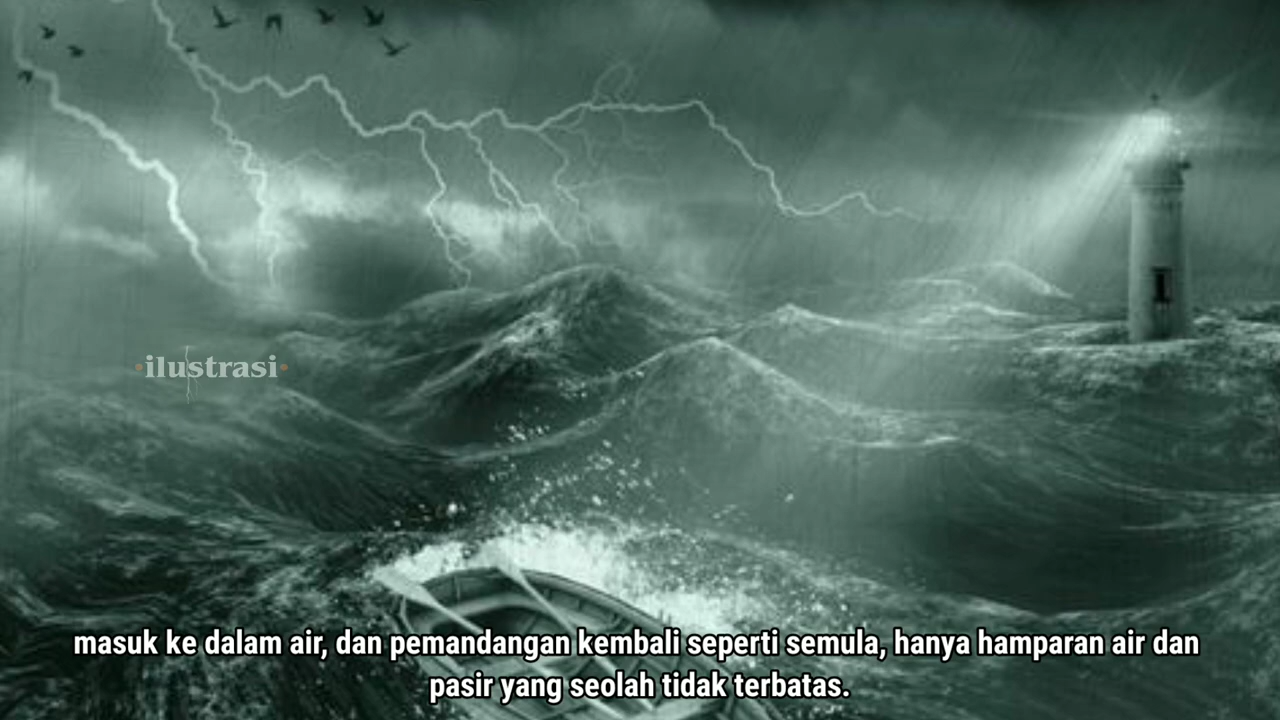 ·ilustrasi·
masuk ke dalam air, dan pemandangan kembali seperti semula, hanya hamparan air dan
pasir yang seolah tidak terbatas.